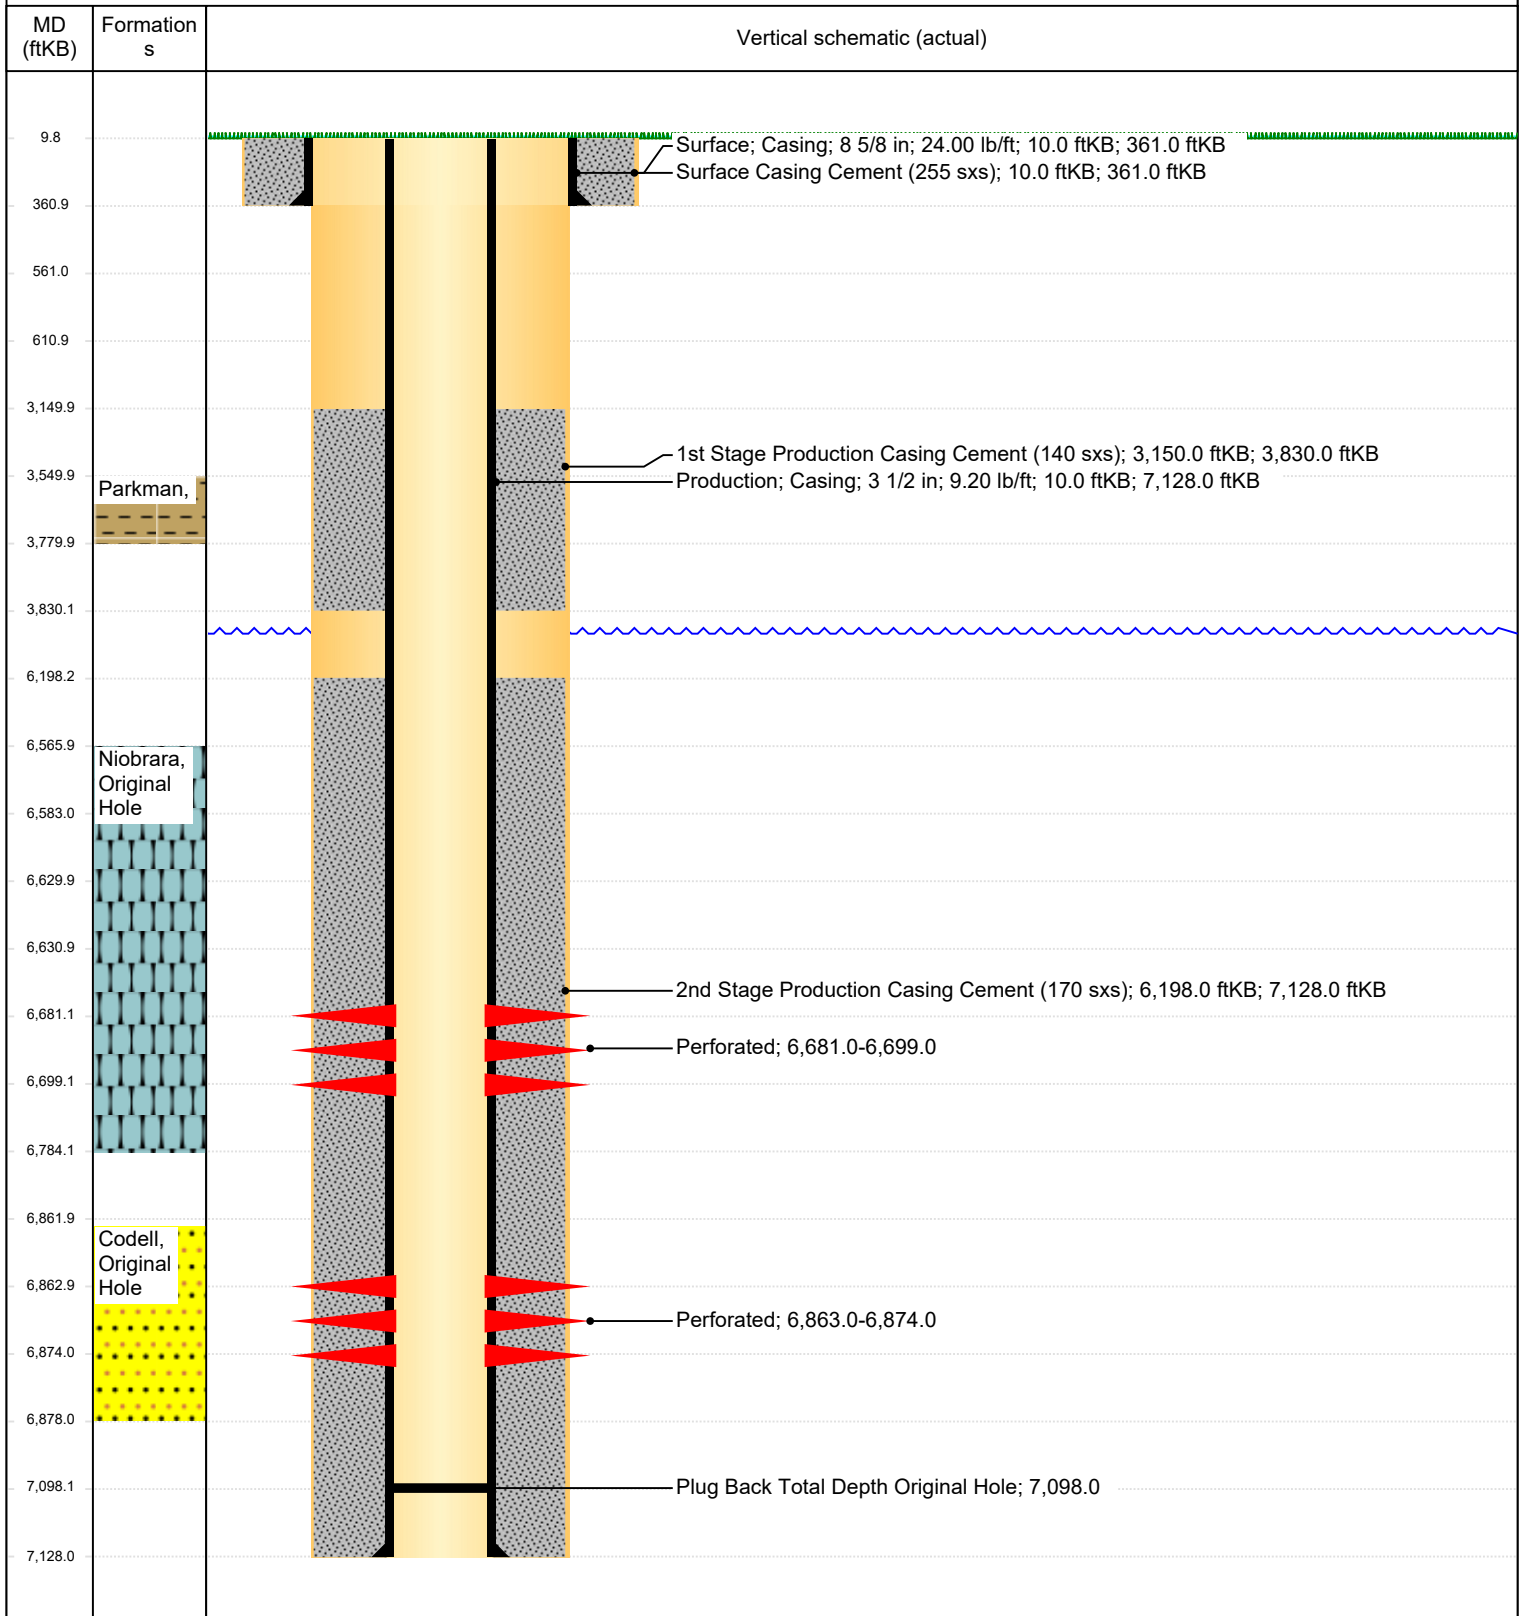 MD
(ftKB)
Formation
s
Vertical schematic (actual)
9.8
Surface; Casing; 8 5/8 in; 24.00 lb/ft; 10.0 ftKB; 361.0 ftKB
Surface Casing Cement (255 sxs); 10.0 ftKB; 361.0 ftKB
360.9
561.0
610.9
3,149.9
1st Stage Production Casing Cement (140 sxs); 3,150.0 ftKB; 3,830.0 ftKB
3,549.9
Production; Casing; 3 1/2 in; 9.20 lb/ft; 10.0 ftKB; 7,128.0 ftKB
Parkman,
3,779.9
3,830.1
6,198.2
6,565.9
Niobrara,
Original
Hole
6,583.0
6,629.9
6,630.9
2nd Stage Production Casing Cement (170 sxs); 6,198.0 ftKB; 7,128.0 ftKB
6,681.1
Perforated; 6,681.0-6,699.0
6,699.1
6,784.1
6,861.9
Codell,
Original
Hole
6,862.9
Perforated; 6,863.0-6,874.0
6,874.0
6,878.0
7,098.1
Plug Back Total Depth Original Hole; 7,098.0
7,128.0